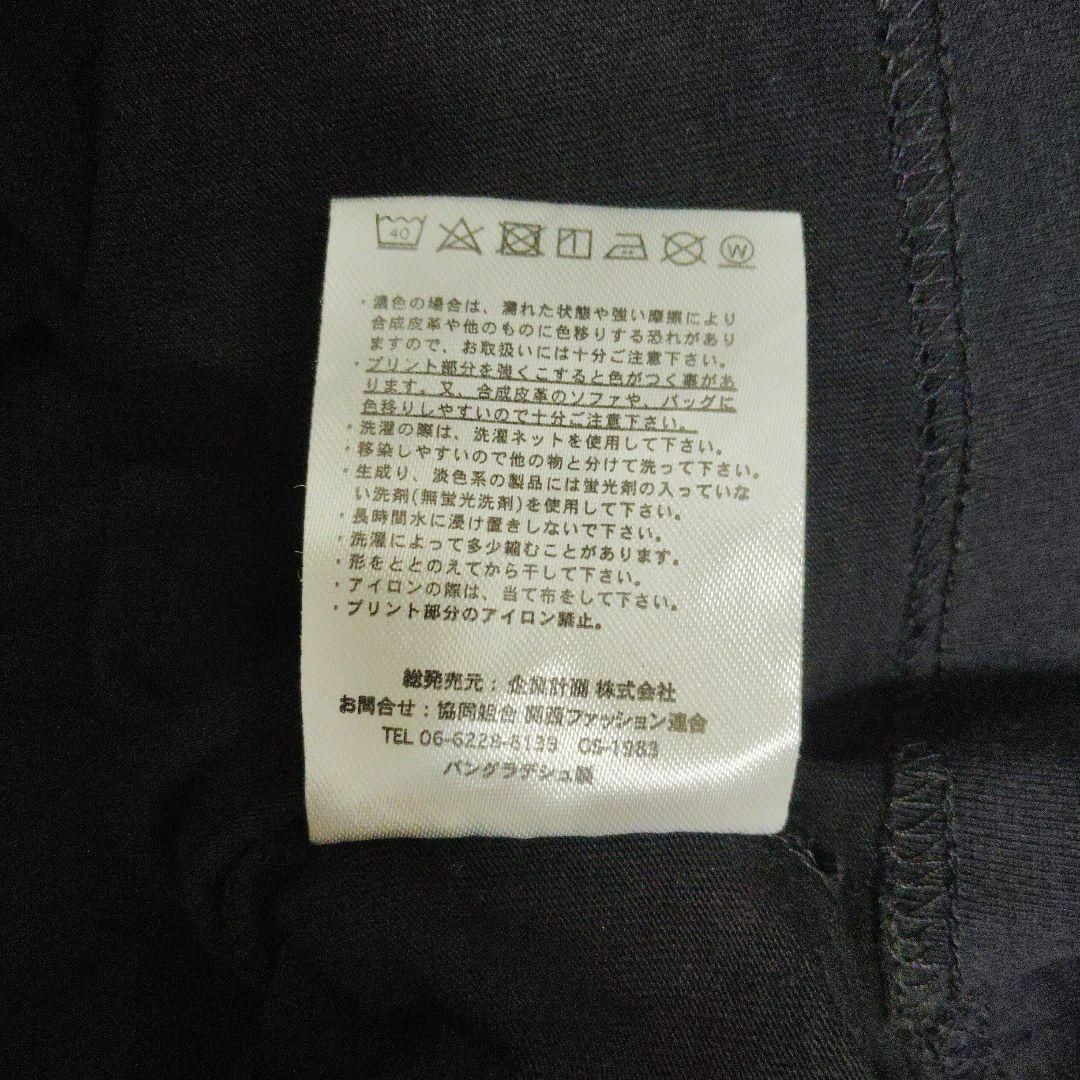 40
W
・濃色の場合は、濡れた状態や強い摩擦により
合成皮革や他のものに色移りする恐れがあり
ますので、お取扱いには十分ご注意下さい。
・プリント部分を強くこすると色がつく事があ
ります。又、合成皮革のソファや、バッグに
色移りしやすいので十分ご注意下さい。
・洗濯の際は、洗濯ネットを使用して下さい。
・移染しやすいので他の物と分けて洗って下さい。
・生成り、淡色系の製品には蛍光剤の入っていな
い洗剤(無蛍光洗剤)を使用して下さい。
・長時間水に浸け置きしないで下さい。
・洗濯によって多少縮むことがあります。
・形をととのえてから干して下さい。
・アイロンの際は、当て布をして下さい。
・プリント部分のアイロン禁止。
総発売元：企業計画 株式会社
お問合せ：協同組合 関西ファッション連合
TEL 06-6228-6139 CS-1983
バングラデシュ製